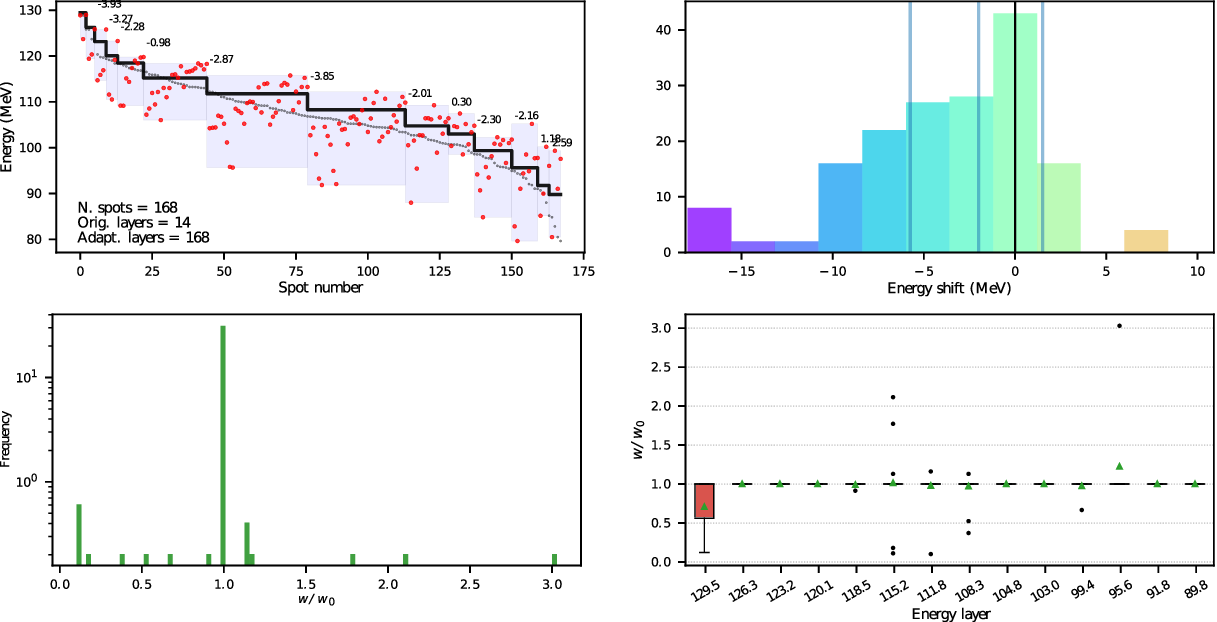 -3.93
-3.27
-2.28
-0.98
-2.87
-3.85
-2.01
0.30
-2.30
-2.16
1.18
2.59
130
120
110
100
90
80
Energy (MeV)
N. spots = 168
Orig. layers = 14
Adapt. layers = 168
0 25 50 75 100 125 150 175
Spot number
40
30
20
10
0
−15 −10 −5 0 5 10
Energy shift (MeV)
10¹
10⁰
Frequency
0.0 0.5 1.0 1.5 2.0 2.5 3.0
w/w₀
3.0
2.5
2.0
1.5
1.0
0.5
0.0
w/w₀
129.5 126.3 123.2 120.1 118.5 115.2 111.8 108.3 104.8 103.0 99.4 95.6 91.8 89.8
Energy layer